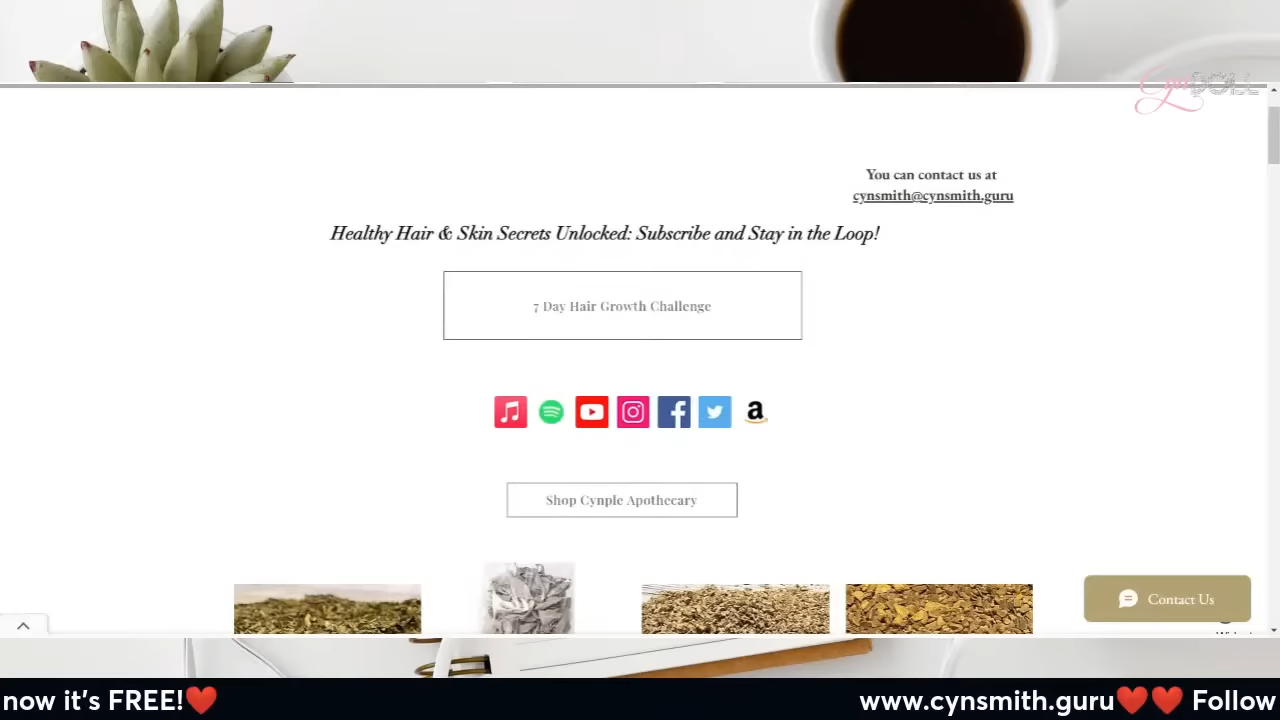 CynDOLL
You can contact us at
cynsmith@cynsmith.guru
Healthy Hair & Skin Secrets Unlocked: Subscribe and Stay in the Loop!
7 Day Hair Growth Challenge
Shop Cynple Apothecary
Contact Us
now it's FREE!❤️ www.cynsmith.guru❤️❤️ Follow